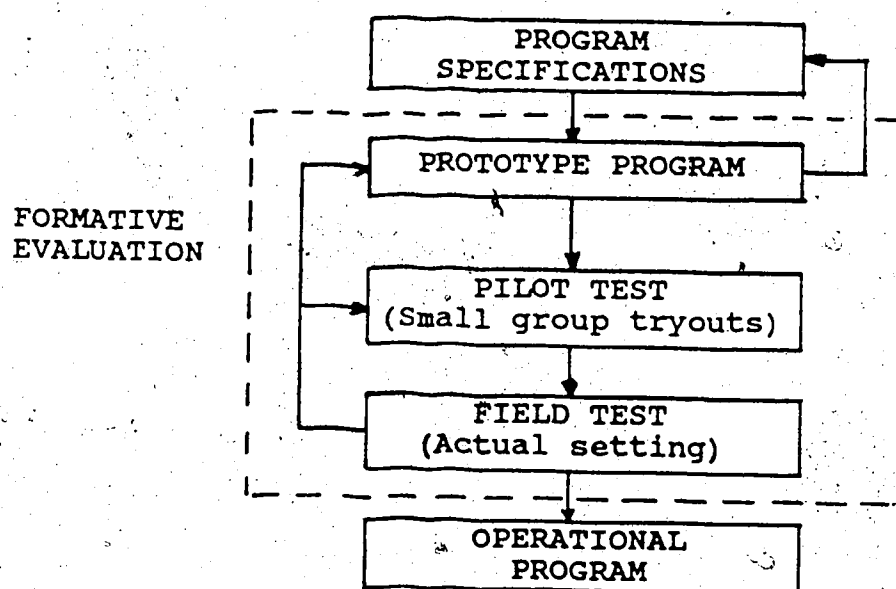 PROGRAM
SPECIFICATIONS
PROTOTYPE PROGRAM
FORMATIVE
EVALUATION
PILOT TEST
(Small group tryouts)
FIELD TEST
(Actual setting)
OPERATIONAL
PROGRAM